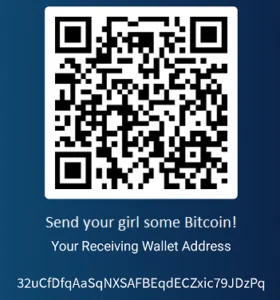 Send your girl some Bitcoin!
Your Receiving Wallet Address
32uCfDfqAaSqNXSAFBEqdECZxic79JDzPq